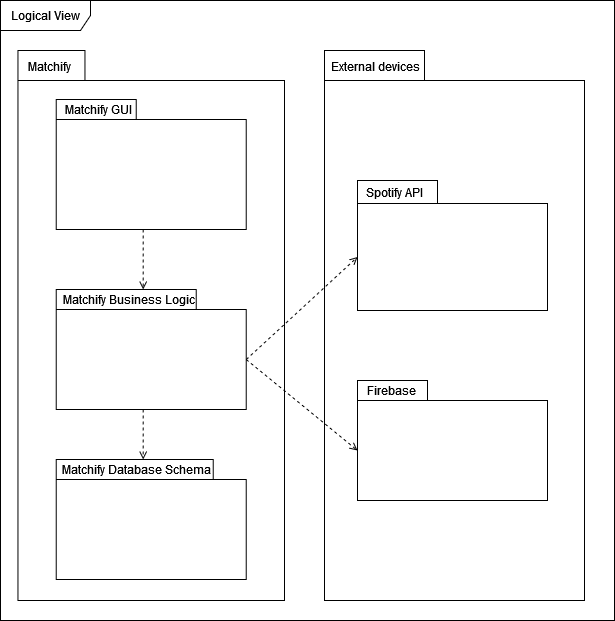 Logical View
Matchify
External devices
Matchify GUI
Spotify API
Matchify Business Logic
Firebase
Matchify Database Schema